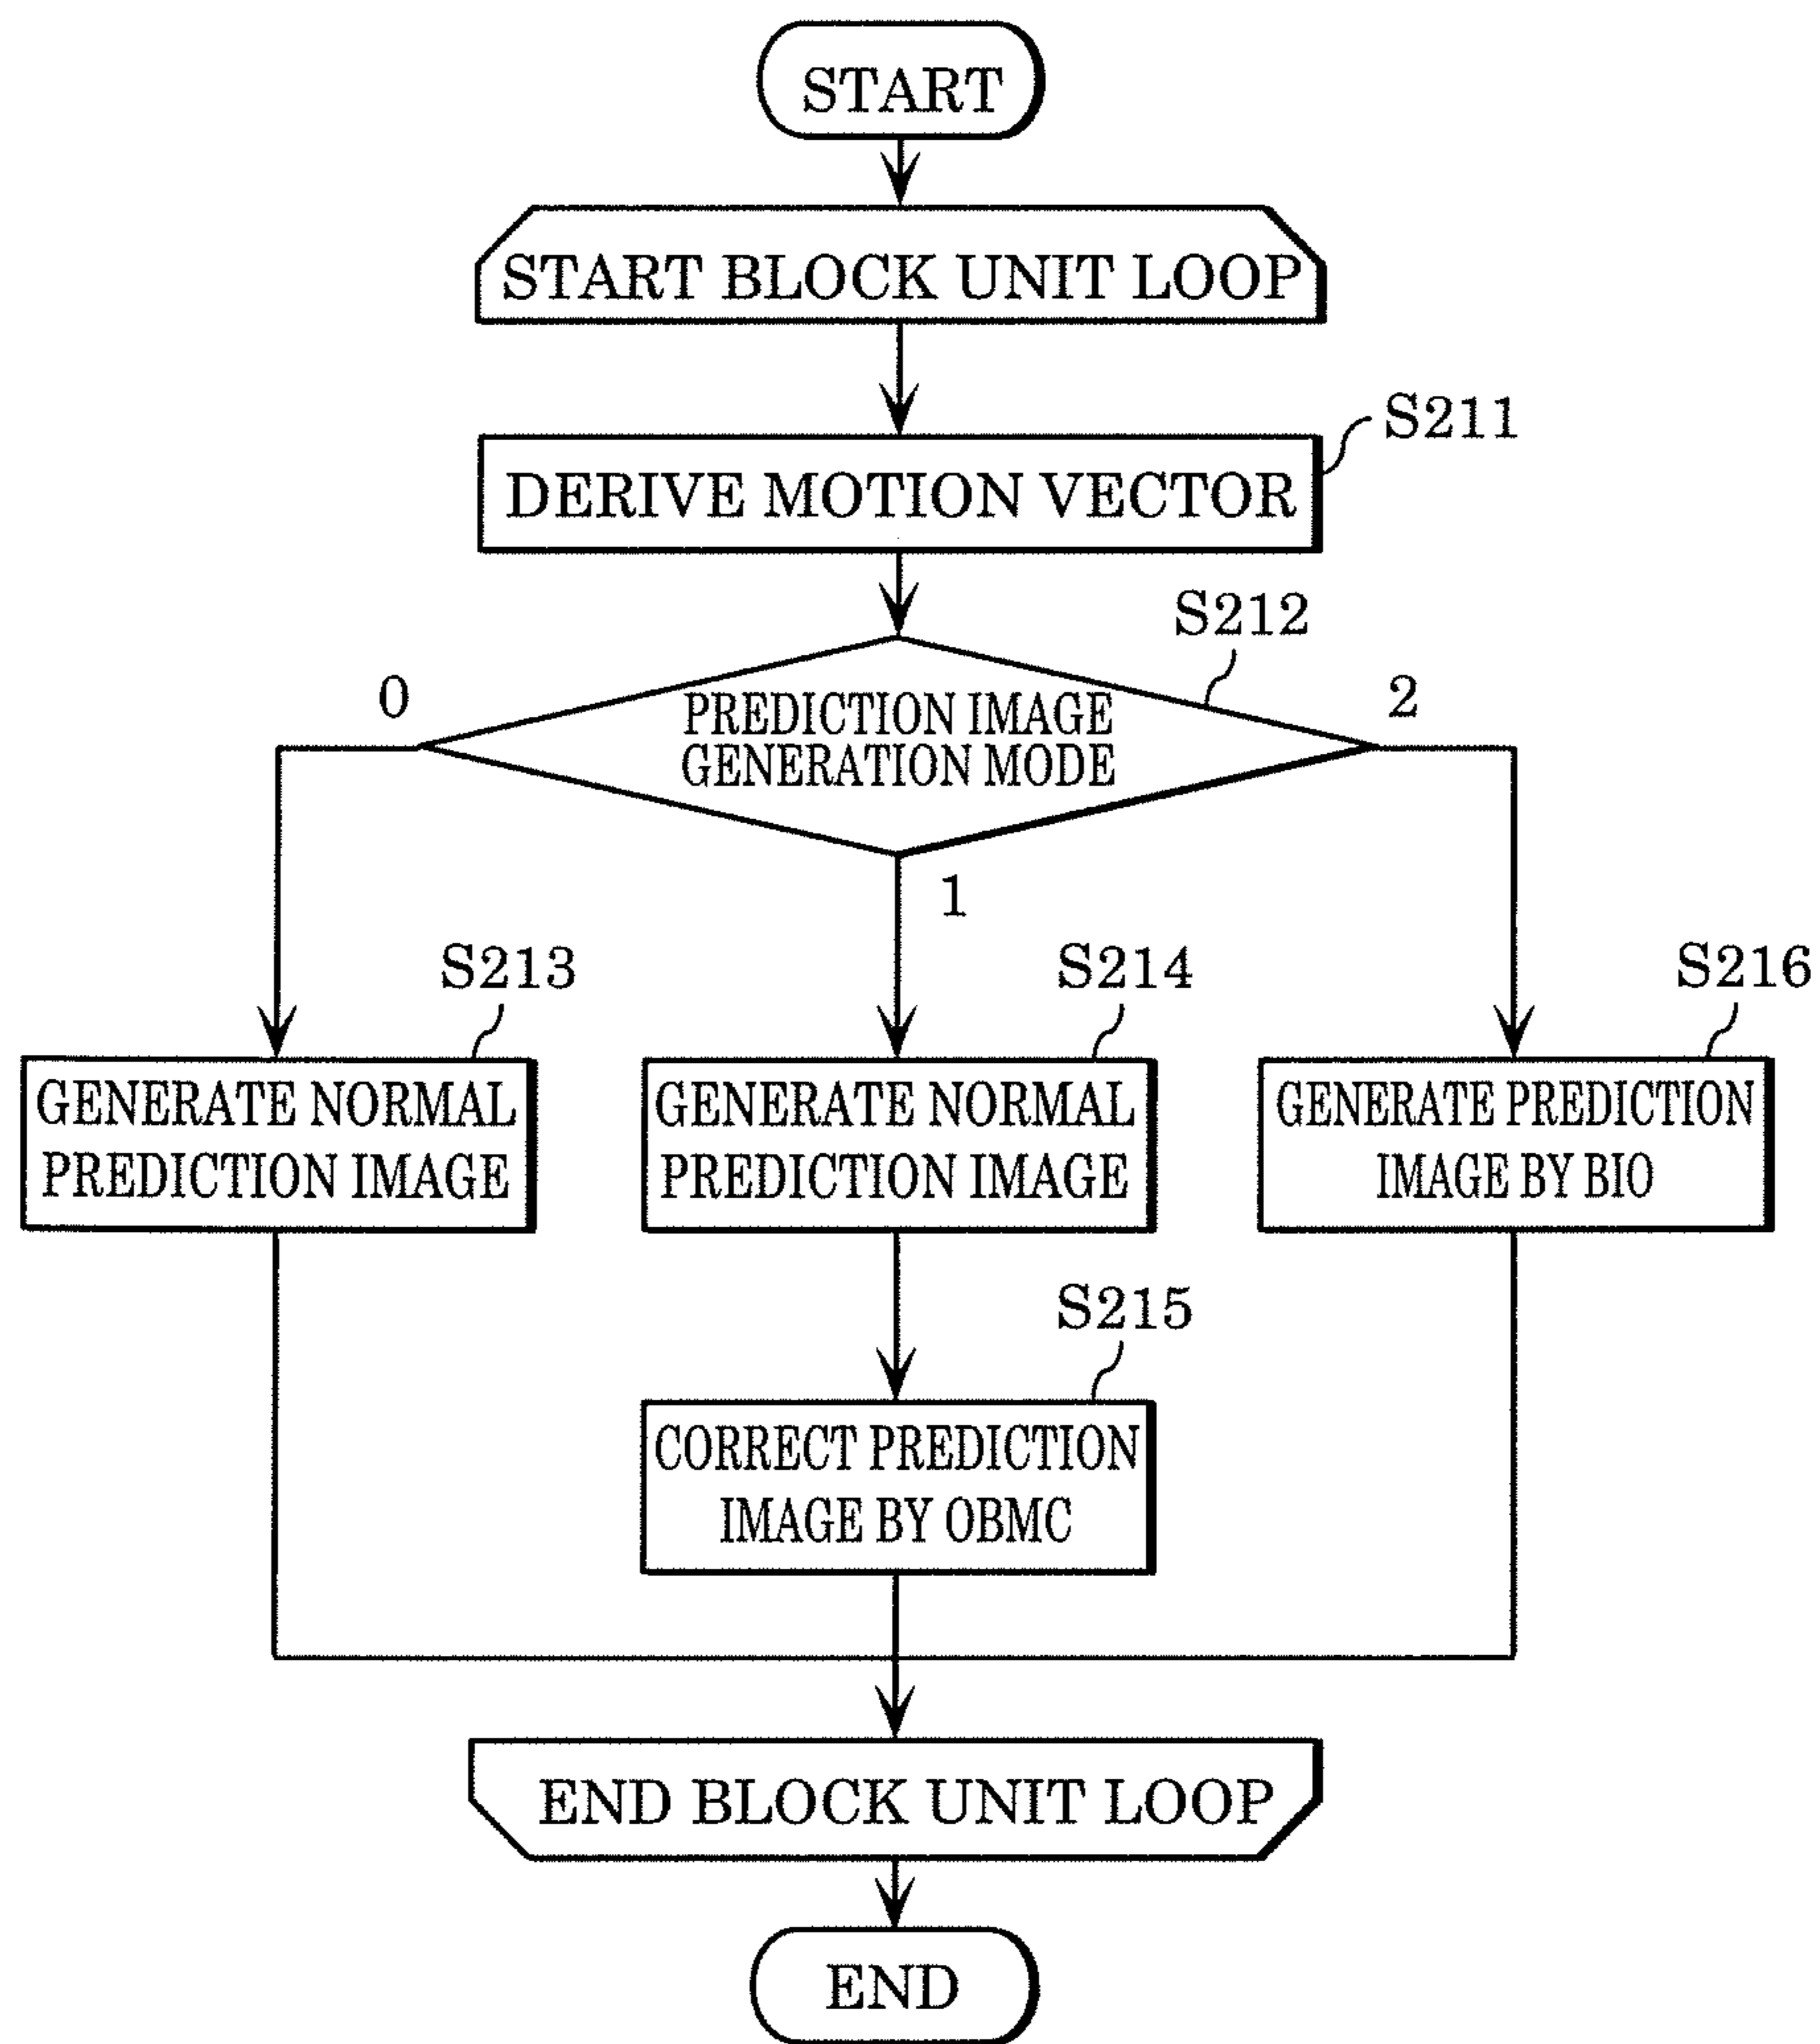 START
START BLOCK UNIT LOOP
S211
DERIVE MOTION VECTOR
S212
0
PREDICTION IMAGE
GENERATION MODE
2
1
S213
GENERATE NORMAL
PREDICTION IMAGE
S214
GENERATE NORMAL
PREDICTION IMAGE
S216
GENERATE PREDICTION
IMAGE BY BIO
S215
CORRECT PREDICTION
IMAGE BY OBMC
END BLOCK UNIT LOOP
END